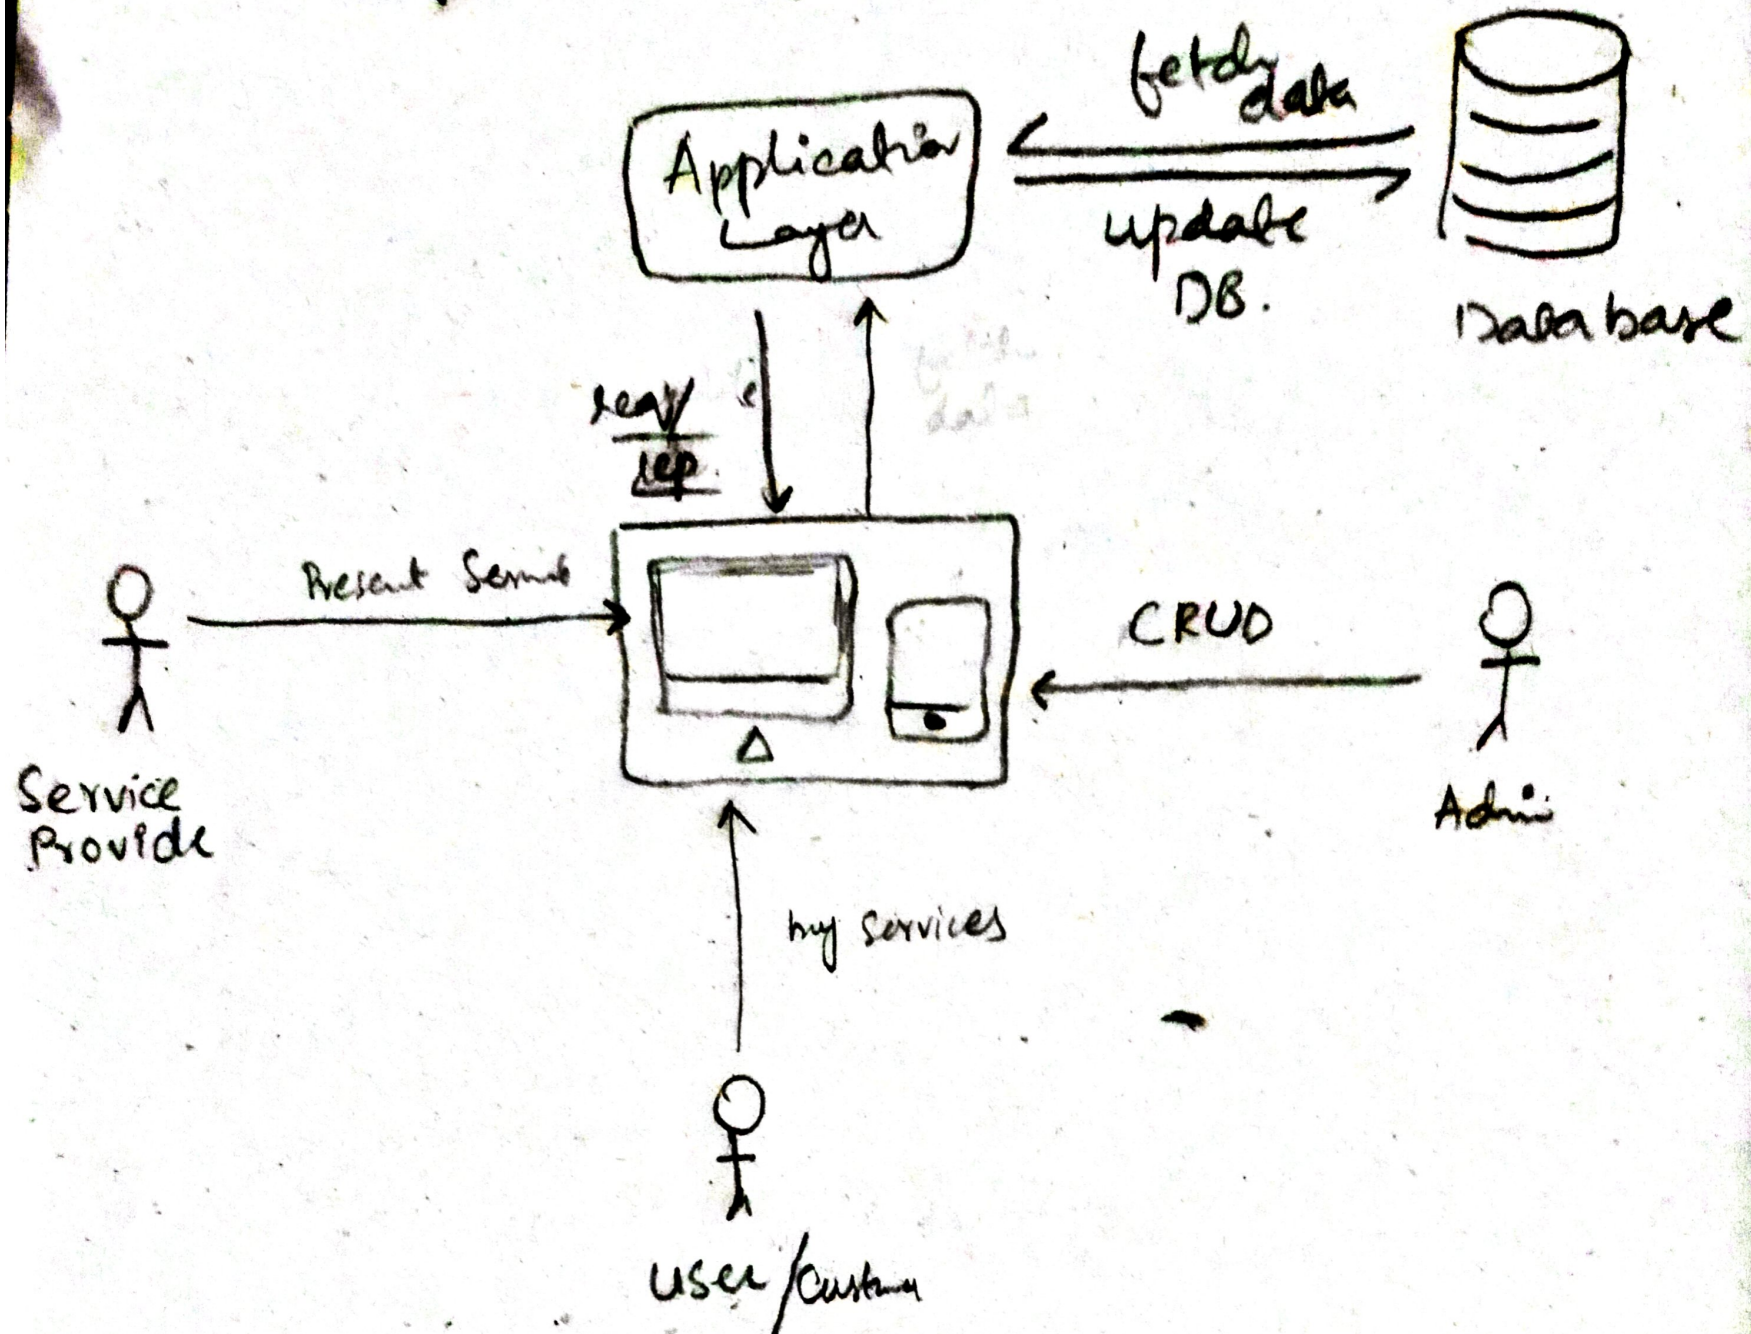 fetch
data
Application
Layer
update
DB.
Database
req/
rep.
data
Present Service
CRUD
Service
Provide
Admin
buy services
user/Custom